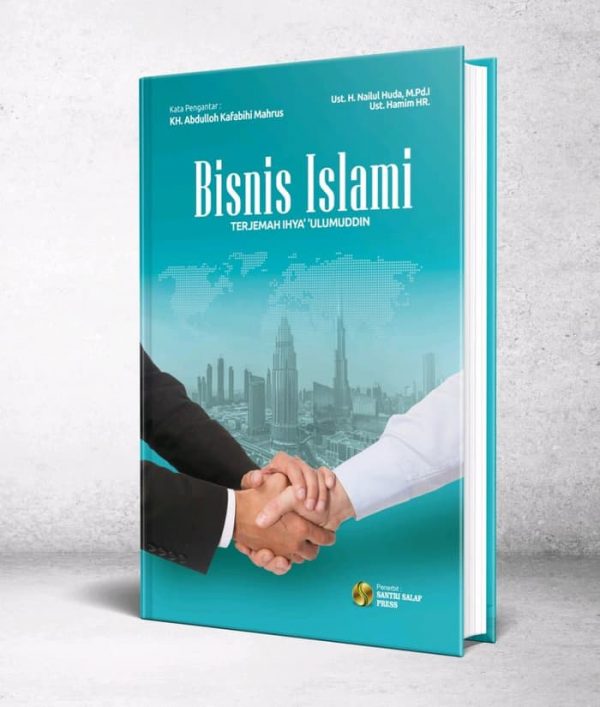 Kata Pengantar :
KH. Abdulloh Kafabihi Mahrus
Ust. H. Nailul Huda, M.Pd.I
Ust. Hamim HR.
Bisnis Islami
TERJEMAH IHYA' 'ULUMUDDIN
Penerbit
SANTRI SALAF
PRESS